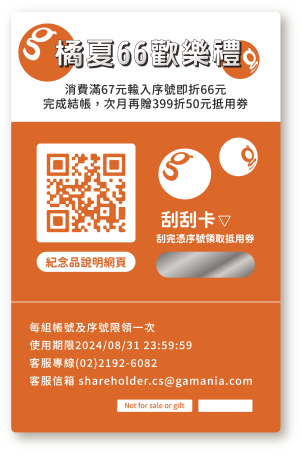 橘夏66歡樂禮
消費滿67元輸入序號即折66元
完成結帳，次月再贈399折50元抵用券
刮刮卡▽
刮完憑序號領取抵用券
紀念品說明網頁
每組帳號及序號限領一次
使用期限2024/08/31 23:59:59
客服專線(02)2192-6082
客服信箱 shareholder.cs@gamania.com
Not for sale or gift